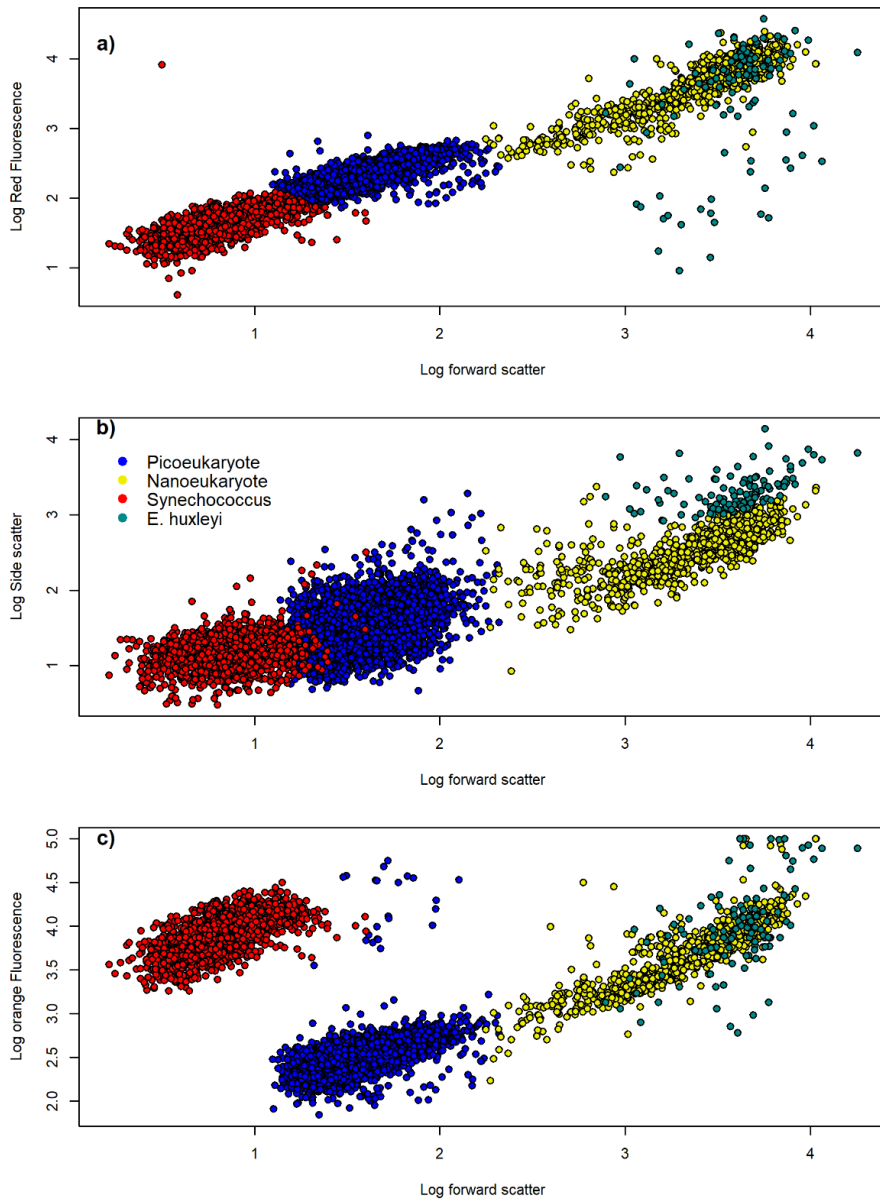 a)
Log Red Fluorescence
4
3
2
1
1 2 3 4
Log forward scatter
b)
Log Side scatter
4
3
2
1
Picoeukaryote
Nanoeukaryote
Synechococcus
E. huxleyi
1 2 3 4
Log forward scatter
c)
Log orange Fluorescence
5.0
4.5
4.0
3.5
3.0
2.5
2.0
1 2 3 4
Log forward scatter